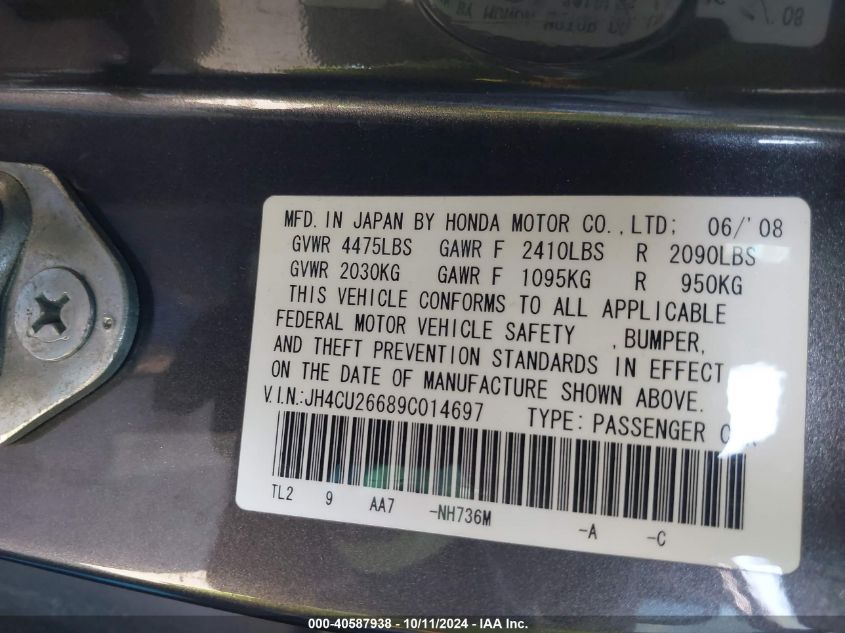 08
MFD. IN JAPAN BY HONDA MOTOR CO., LTD; 06/'08
GVWR 4475LBS GAWR F 2410LBS R 2090LBS
GVWR 2030KG GAWR F 1095KG R 950KG
THIS VEHICLE CONFORMS TO ALL APPLICABLE
FEDERAL MOTOR VEHICLE SAFETY , BUMPER,
AND THEFT PREVENTION STANDARDS IN EFFECT
ON THE DATE OF MANUFACTURE SHOWN ABOVE.
V.I.N.:JH4CU26689C014697 TYPE: PASSENGER
TL2 9 AA7 -NH736M -A -C
000-40587938 - 10/11/2024 - IAA Inc.